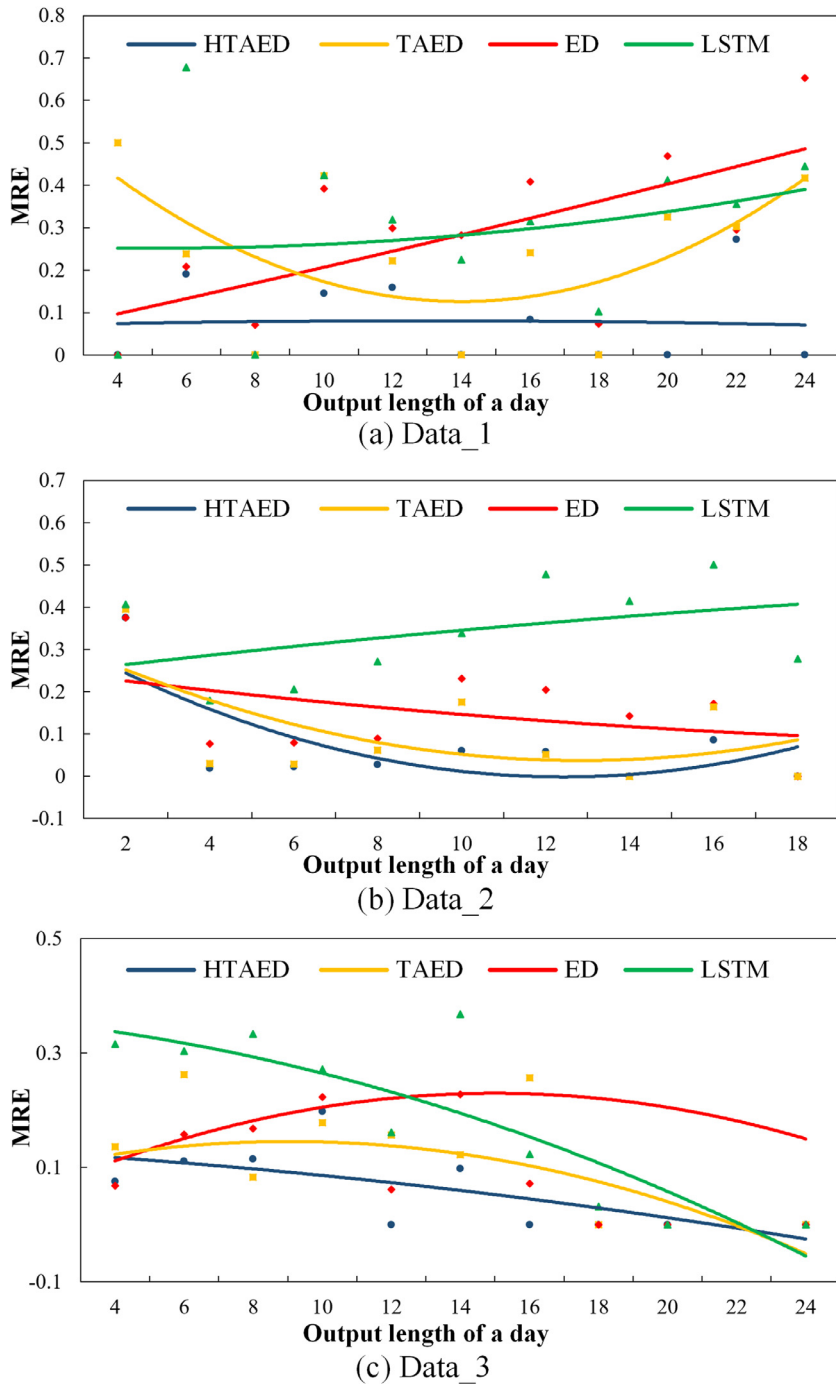 0.8
HTAED TAED ED LSTM
0.7
0.6
0.5
MRE
0.4
0.3
0.2
0.1
0
4 6 8 10 12 14 16 18 20 22 24
Output length of a day
(a) Data_1
0.7
HTAED TAED ED LSTM
0.6
0.5
0.4
MRE
0.3
0.2
0.1
0
-0.1
2 4 6 8 10 12 14 16 18
Output length of a day
(b) Data_2
0.5
HTAED TAED ED LSTM
0.3
MRE
0.1
-0.1
4 6 8 10 12 14 16 18 20 22 24
Output length of a day
(c) Data_3